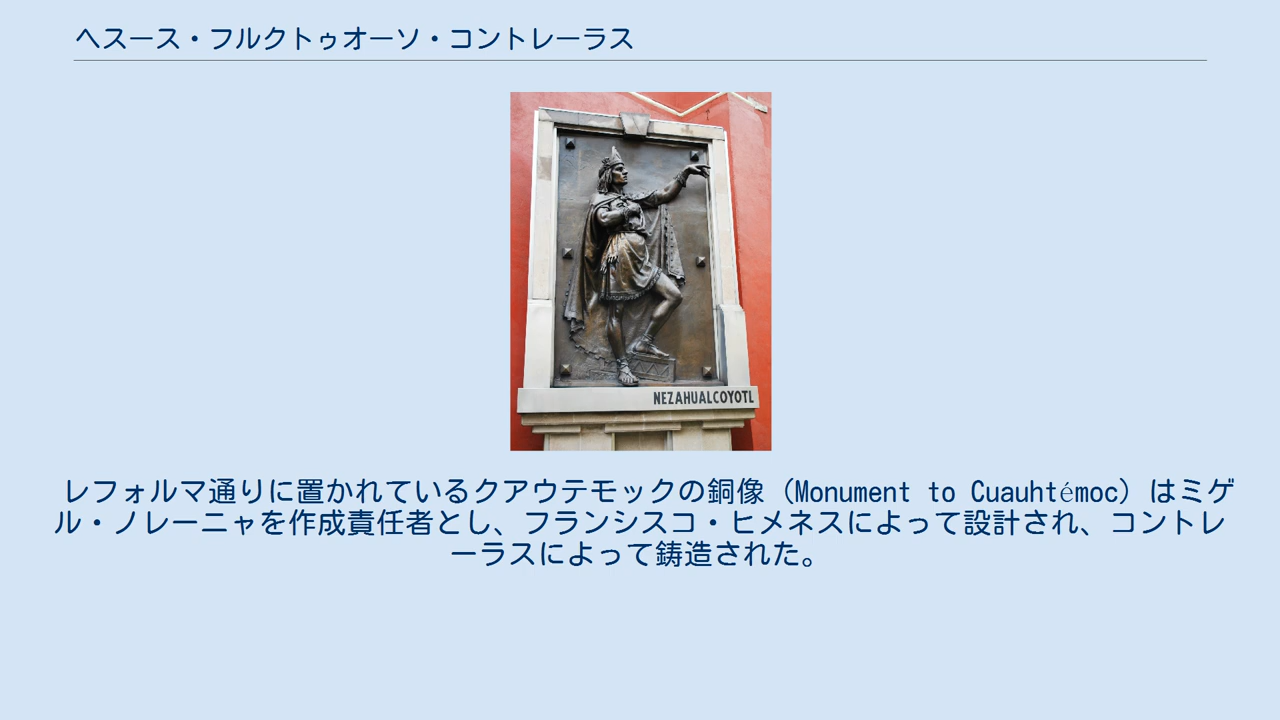 ヘスース・フルクトゥオーソ・コントレーラス
NEZAHUALCOYOTL
レフォルマ通りに置かれているクアウテモックの銅像（Monument to Cuauhtémoc）はミゲ
ル・ノレーニャを作成責任者とし、フランシスコ・ヒメネスによって設計され、コントレ
ーラスによって鋳造された。